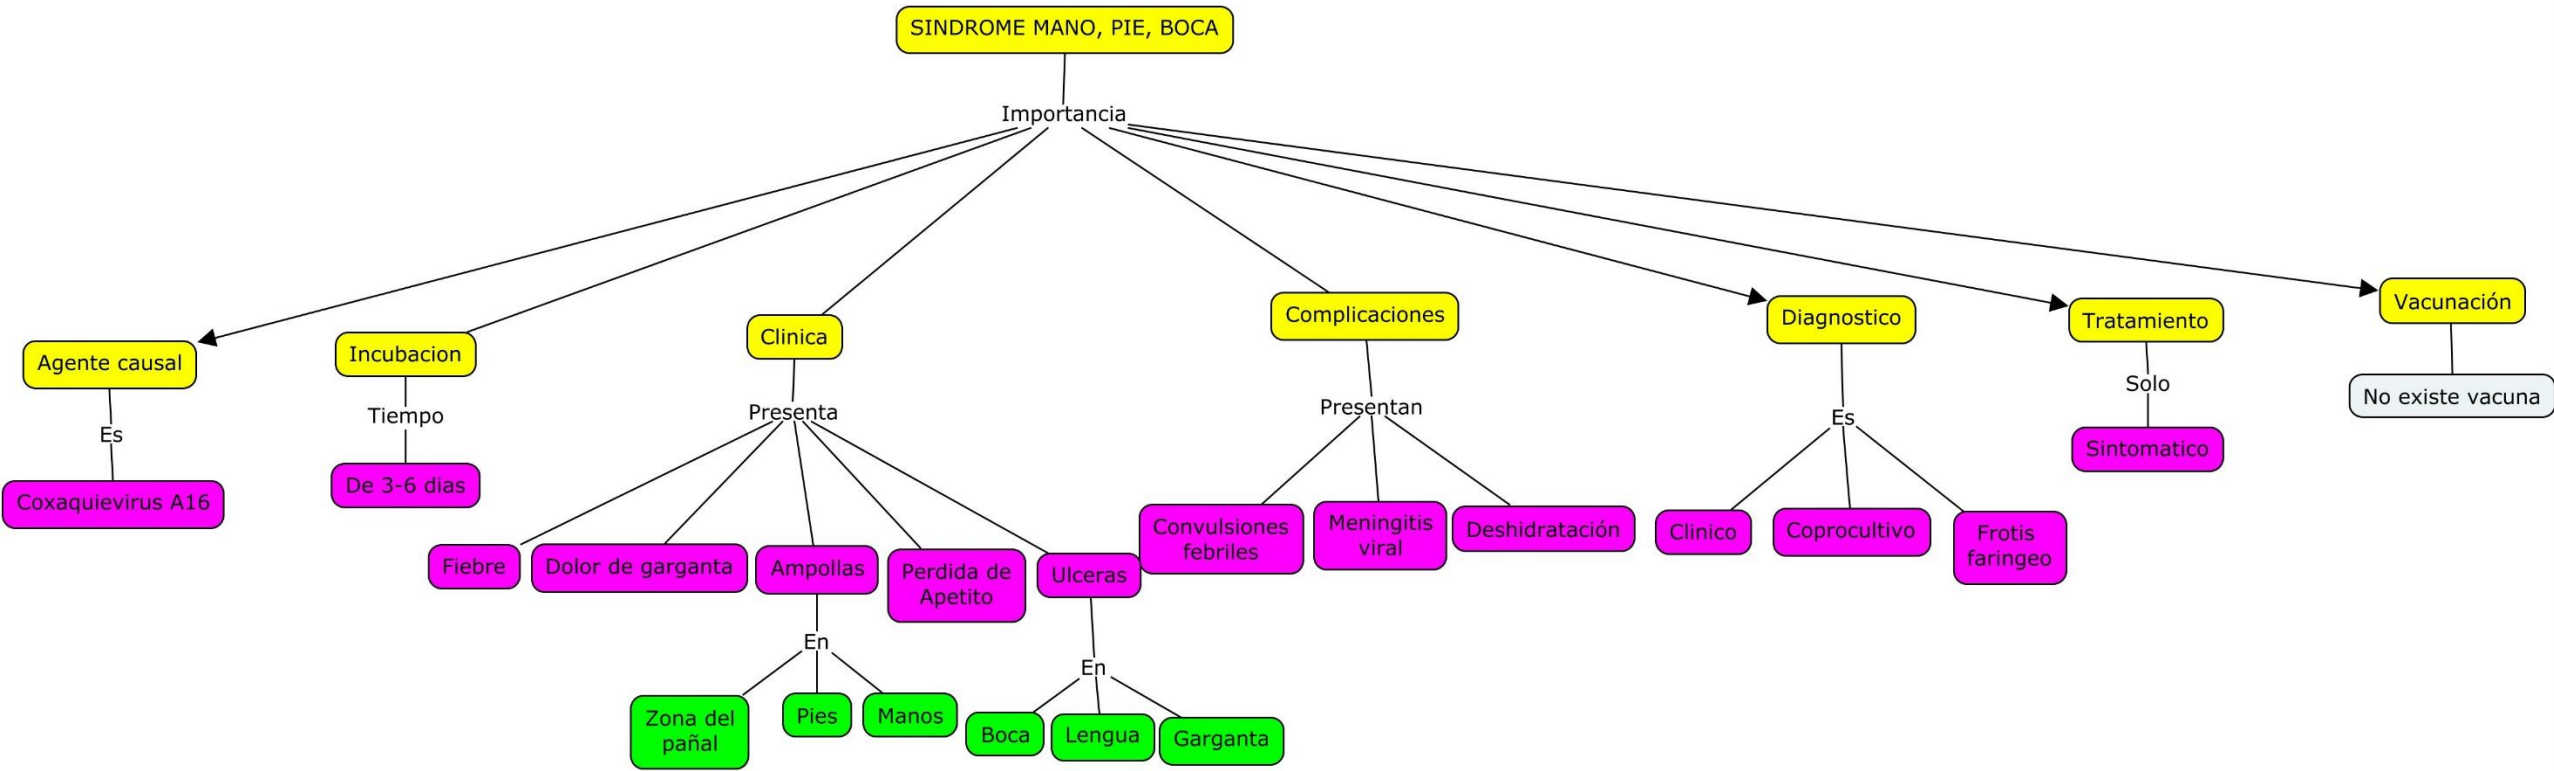 SINDROME MANO, PIE, BOCA
Importancia
Agente causal
Es
Coxaquievirus A16
Incubacion
Tiempo
De 3-6 dias
Clinica
Presenta
Fiebre
Dolor de garganta
Ampollas
En
Zona del
pañal
Pies
Manos
Perdida de
Apetito
Ulceras
En
Boca
Lengua
Garganta
Complicaciones
Presentan
Convulsiones
febriles
Meningitis
viral
Deshidratación
Diagnostico
Es
Clinico
Coprocultivo
Frotis
faringeo
Tratamiento
Solo
Sintomatico
Vacunación
No existe vacuna